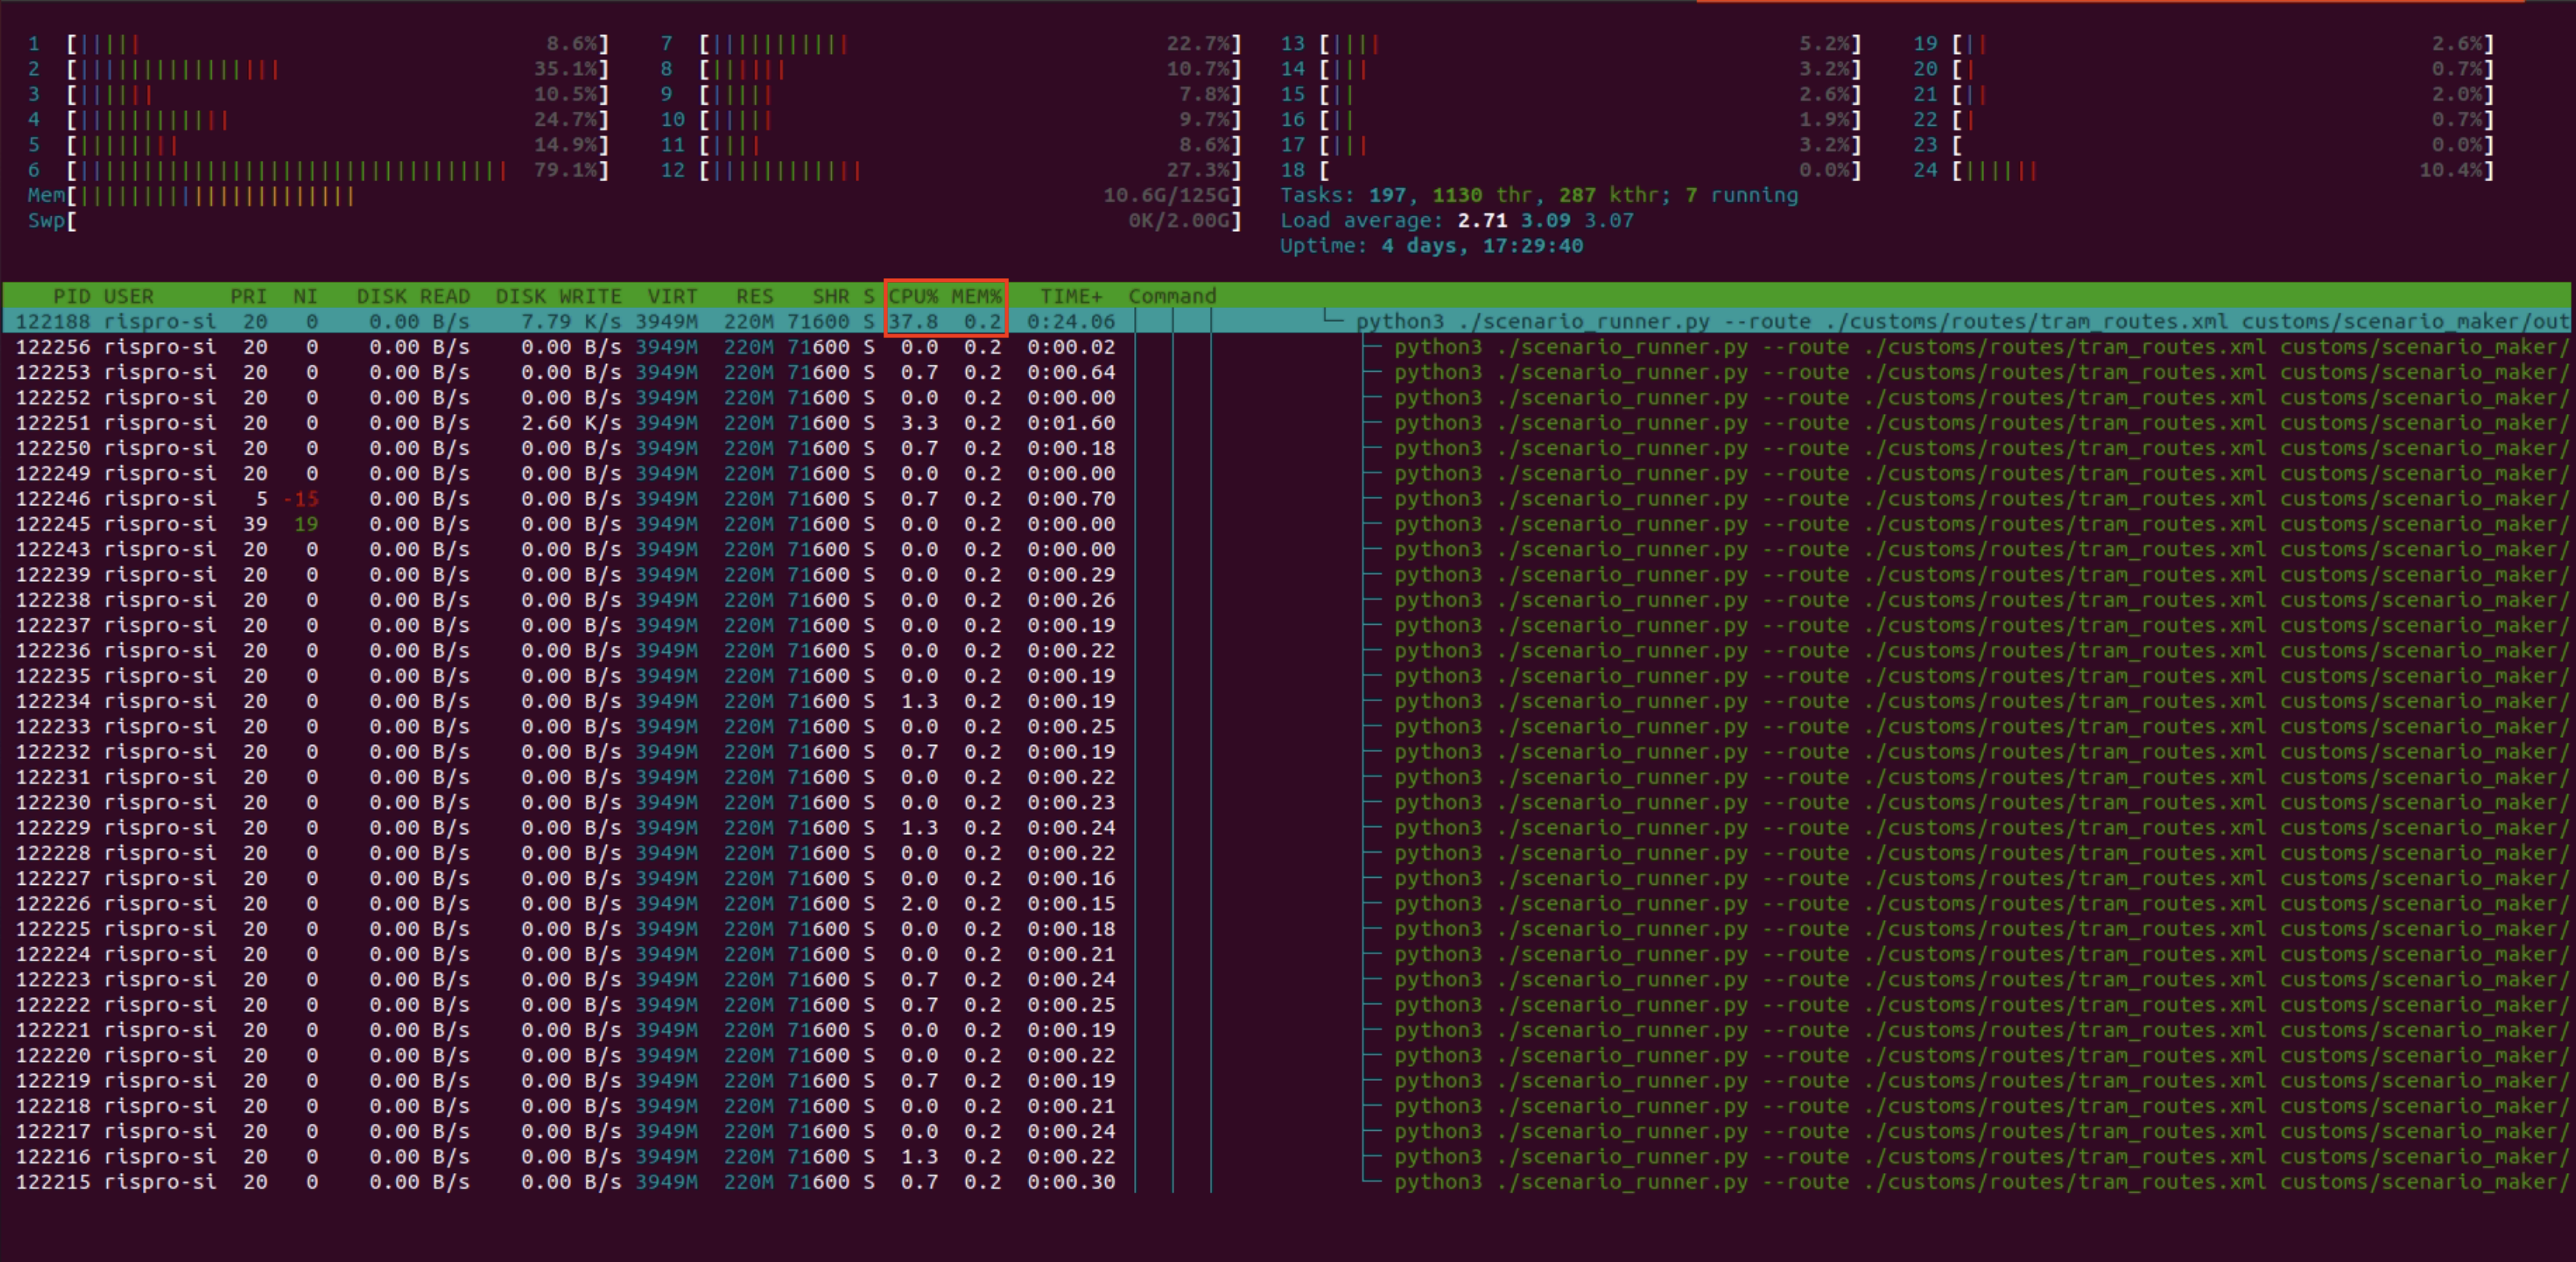 1 [||||| 8.6%] 7 [|||||||||||| 22.7%] 13 [|||| 5.2%] 19 [|| 2.6%]
2 [||||||||||||||||| 35.1%] 8 [||||||| 10.7%] 14 [||| 3.2%] 20 [| 0.7%]
3 [||||||| 10.5%] 9 [|||||| 7.8%] 15 [|| 2.6%] 21 [|| 2.0%]
4 [||||||||||||| 24.7%] 10 [|||||| 9.7%] 16 [|| 1.9%] 22 [| 0.7%]
5 [||||||||| 14.9%] 11 [||||| 8.6%] 17 [||| 3.2%] 23 [ 0.0%]
6 [|||||||||||||||||||||||||||||||||||| 79.1%] 12 [||||||||||||| 27.3%] 18 [ 0.0%] 24 [|||||| 10.4%]
Mem[||||||||||||||||||||||| 10.6G/125G] Tasks: 197, 1130 thr, 287 kthr; 7 running
Swp[ 0K/2.00G] Load average: 2.71 3.09 3.07
Uptime: 4 days, 17:29:40
PID USER PRI NI DISK READ DISK WRITE VIRT RES SHR S CPU% MEM% TIME+ Command
122188 rispro-si 20 0 0.00 B/s 7.79 K/s 3949M 220M 71600 S 37.8 0.2 0:24.06 python3 ./scenario_runner.py --route ./customs/routes/tram_routes.xml customs/scenario_maker/out
122256 rispro-si 20 0 0.00 B/s 0.00 B/s 3949M 220M 71600 S 0.0 0.2 0:00.02 python3 ./scenario_runner.py --route ./customs/routes/tram_routes.xml customs/scenario_maker/
122253 rispro-si 20 0 0.00 B/s 0.00 B/s 3949M 220M 71600 S 0.7 0.2 0:00.64 python3 ./scenario_runner.py --route ./customs/routes/tram_routes.xml customs/scenario_maker/
122252 rispro-si 20 0 0.00 B/s 0.00 B/s 3949M 220M 71600 S 0.0 0.2 0:00.00 python3 ./scenario_runner.py --route ./customs/routes/tram_routes.xml customs/scenario_maker/
122251 rispro-si 20 0 0.00 B/s 2.60 K/s 3949M 220M 71600 S 3.3 0.2 0:01.60 python3 ./scenario_runner.py --route ./customs/routes/tram_routes.xml customs/scenario_maker/
122250 rispro-si 20 0 0.00 B/s 0.00 B/s 3949M 220M 71600 S 0.7 0.2 0:00.18 python3 ./scenario_runner.py --route ./customs/routes/tram_routes.xml customs/scenario_maker/
122249 rispro-si 20 0 0.00 B/s 0.00 B/s 3949M 220M 71600 S 0.0 0.2 0:00.00 python3 ./scenario_runner.py --route ./customs/routes/tram_routes.xml customs/scenario_maker/
122246 rispro-si 5 -15 0.00 B/s 0.00 B/s 3949M 220M 71600 S 0.7 0.2 0:00.70 python3 ./scenario_runner.py --route ./customs/routes/tram_routes.xml customs/scenario_maker/
122245 rispro-si 39 19 0.00 B/s 0.00 B/s 3949M 220M 71600 S 0.0 0.2 0:00.00 python3 ./scenario_runner.py --route ./customs/routes/tram_routes.xml customs/scenario_maker/
122243 rispro-si 20 0 0.00 B/s 0.00 B/s 3949M 220M 71600 S 0.0 0.2 0:00.00 python3 ./scenario_runner.py --route ./customs/routes/tram_routes.xml customs/scenario_maker/
122239 rispro-si 20 0 0.00 B/s 0.00 B/s 3949M 220M 71600 S 0.0 0.2 0:00.29 python3 ./scenario_runner.py --route ./customs/routes/tram_routes.xml customs/scenario_maker/
122238 rispro-si 20 0 0.00 B/s 0.00 B/s 3949M 220M 71600 S 0.0 0.2 0:00.26 python3 ./scenario_runner.py --route ./customs/routes/tram_routes.xml customs/scenario_maker/
122237 rispro-si 20 0 0.00 B/s 0.00 B/s 3949M 220M 71600 S 0.0 0.2 0:00.19 python3 ./scenario_runner.py --route ./customs/routes/tram_routes.xml customs/scenario_maker/
122236 rispro-si 20 0 0.00 B/s 0.00 B/s 3949M 220M 71600 S 0.0 0.2 0:00.22 python3 ./scenario_runner.py --route ./customs/routes/tram_routes.xml customs/scenario_maker/
122235 rispro-si 20 0 0.00 B/s 0.00 B/s 3949M 220M 71600 S 0.0 0.2 0:00.19 python3 ./scenario_runner.py --route ./customs/routes/tram_routes.xml customs/scenario_maker/
122234 rispro-si 20 0 0.00 B/s 0.00 B/s 3949M 220M 71600 S 1.3 0.2 0:00.19 python3 ./scenario_runner.py --route ./customs/routes/tram_routes.xml customs/scenario_maker/
122233 rispro-si 20 0 0.00 B/s 0.00 B/s 3949M 220M 71600 S 0.0 0.2 0:00.25 python3 ./scenario_runner.py --route ./customs/routes/tram_routes.xml customs/scenario_maker/
122232 rispro-si 20 0 0.00 B/s 0.00 B/s 3949M 220M 71600 S 0.7 0.2 0:00.19 python3 ./scenario_runner.py --route ./customs/routes/tram_routes.xml customs/scenario_maker/
122231 rispro-si 20 0 0.00 B/s 0.00 B/s 3949M 220M 71600 S 0.0 0.2 0:00.22 python3 ./scenario_runner.py --route ./customs/routes/tram_routes.xml customs/scenario_maker/
122230 rispro-si 20 0 0.00 B/s 0.00 B/s 3949M 220M 71600 S 0.0 0.2 0:00.23 python3 ./scenario_runner.py --route ./customs/routes/tram_routes.xml customs/scenario_maker/
122229 rispro-si 20 0 0.00 B/s 0.00 B/s 3949M 220M 71600 S 1.3 0.2 0:00.24 python3 ./scenario_runner.py --route ./customs/routes/tram_routes.xml customs/scenario_maker/
122228 rispro-si 20 0 0.00 B/s 0.00 B/s 3949M 220M 71600 S 0.0 0.2 0:00.22 python3 ./scenario_runner.py --route ./customs/routes/tram_routes.xml customs/scenario_maker/
122227 rispro-si 20 0 0.00 B/s 0.00 B/s 3949M 220M 71600 S 0.0 0.2 0:00.16 python3 ./scenario_runner.py --route ./customs/routes/tram_routes.xml customs/scenario_maker/
122226 rispro-si 20 0 0.00 B/s 0.00 B/s 3949M 220M 71600 S 2.0 0.2 0:00.15 python3 ./scenario_runner.py --route ./customs/routes/tram_routes.xml customs/scenario_maker/
122225 rispro-si 20 0 0.00 B/s 0.00 B/s 3949M 220M 71600 S 0.0 0.2 0:00.18 python3 ./scenario_runner.py --route ./customs/routes/tram_routes.xml customs/scenario_maker/
122224 rispro-si 20 0 0.00 B/s 0.00 B/s 3949M 220M 71600 S 0.0 0.2 0:00.21 python3 ./scenario_runner.py --route ./customs/routes/tram_routes.xml customs/scenario_maker/
122223 rispro-si 20 0 0.00 B/s 0.00 B/s 3949M 220M 71600 S 0.7 0.2 0:00.24 python3 ./scenario_runner.py --route ./customs/routes/tram_routes.xml customs/scenario_maker/
122222 rispro-si 20 0 0.00 B/s 0.00 B/s 3949M 220M 71600 S 0.7 0.2 0:00.25 python3 ./scenario_runner.py --route ./customs/routes/tram_routes.xml customs/scenario_maker/
122221 rispro-si 20 0 0.00 B/s 0.00 B/s 3949M 220M 71600 S 0.0 0.2 0:00.19 python3 ./scenario_runner.py --route ./customs/routes/tram_routes.xml customs/scenario_maker/
122220 rispro-si 20 0 0.00 B/s 0.00 B/s 3949M 220M 71600 S 0.0 0.2 0:00.22 python3 ./scenario_runner.py --route ./customs/routes/tram_routes.xml customs/scenario_maker/
122219 rispro-si 20 0 0.00 B/s 0.00 B/s 3949M 220M 71600 S 0.7 0.2 0:00.19 python3 ./scenario_runner.py --route ./customs/routes/tram_routes.xml customs/scenario_maker/
122218 rispro-si 20 0 0.00 B/s 0.00 B/s 3949M 220M 71600 S 0.0 0.2 0:00.21 python3 ./scenario_runner.py --route ./customs/routes/tram_routes.xml customs/scenario_maker/
122217 rispro-si 20 0 0.00 B/s 0.00 B/s 3949M 220M 71600 S 0.0 0.2 0:00.24 python3 ./scenario_runner.py --route ./customs/routes/tram_routes.xml customs/scenario_maker/
122216 rispro-si 20 0 0.00 B/s 0.00 B/s 3949M 220M 71600 S 1.3 0.2 0:00.22 python3 ./scenario_runner.py --route ./customs/routes/tram_routes.xml customs/scenario_maker/
122215 rispro-si 20 0 0.00 B/s 0.00 B/s 3949M 220M 71600 S 0.7 0.2 0:00.30 python3 ./scenario_runner.py --route ./customs/routes/tram_routes.xml customs/scenario_maker/